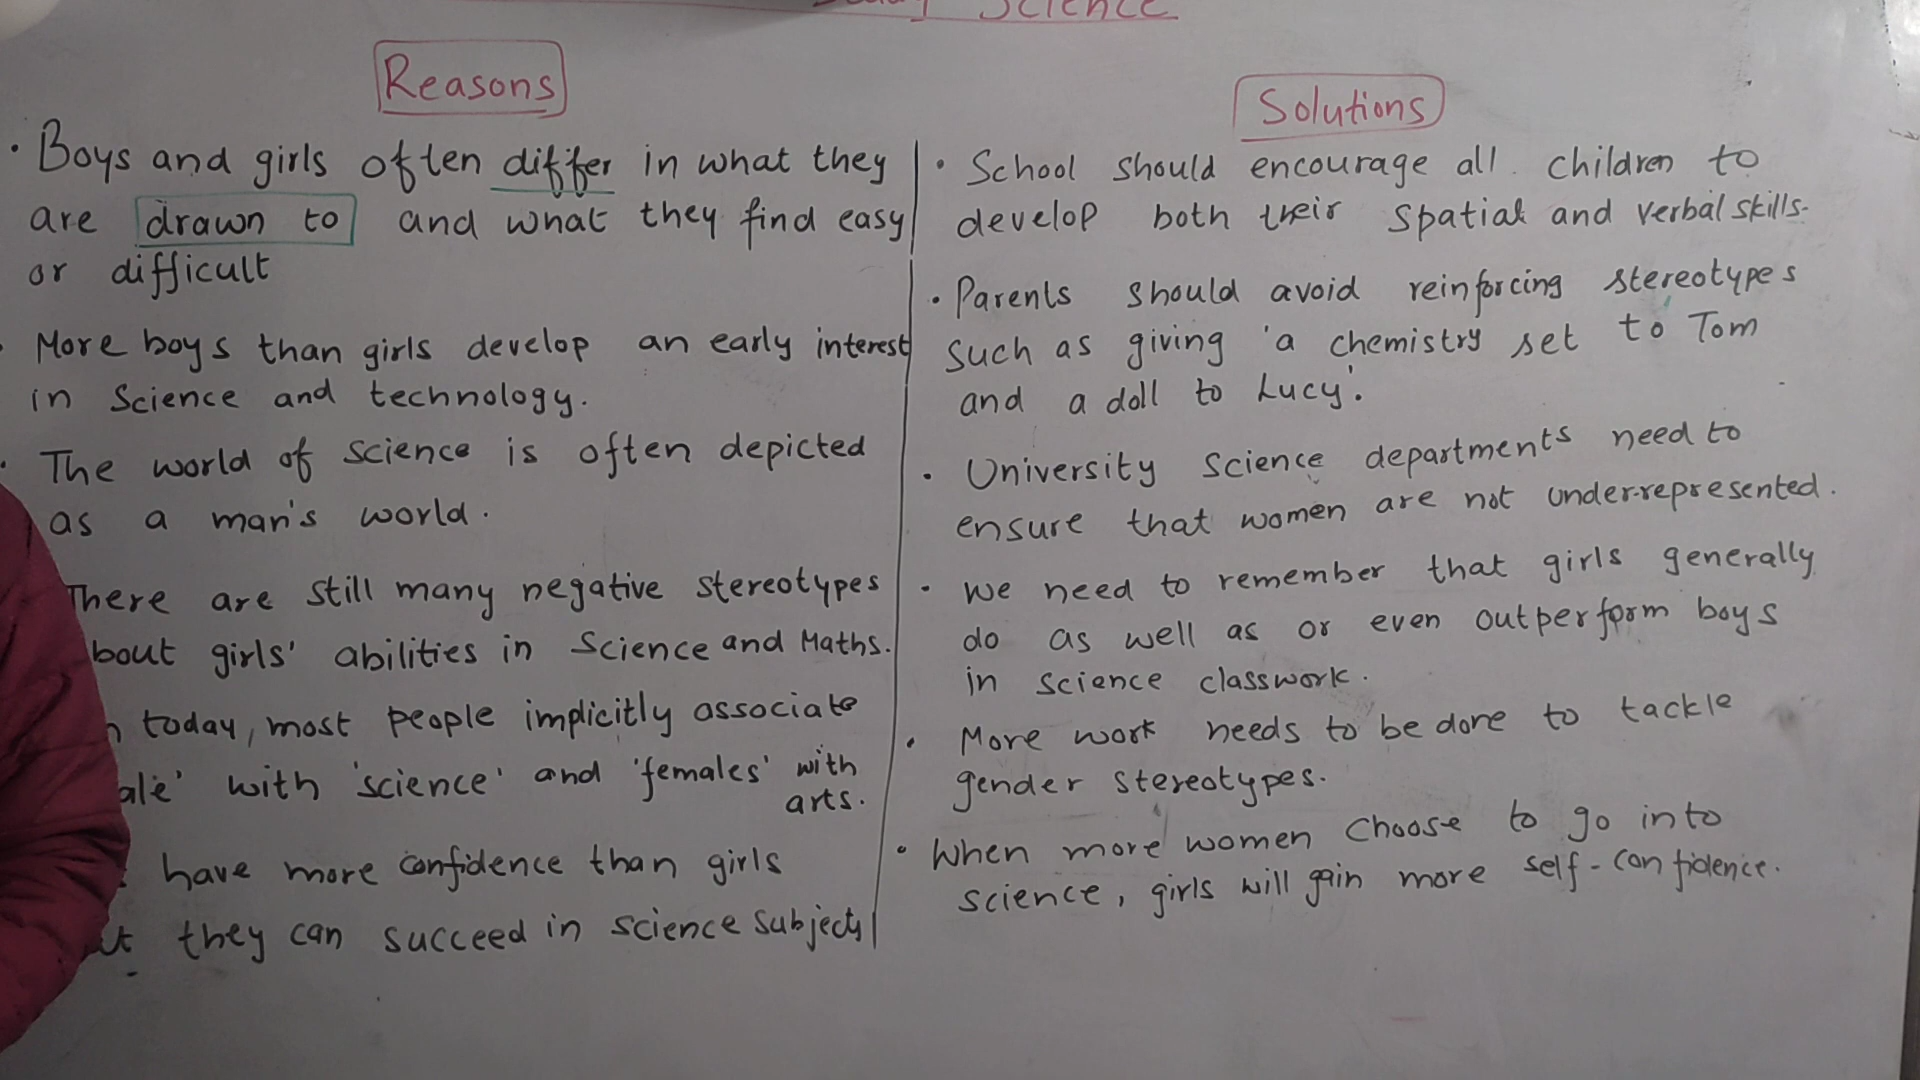 Science
Reasons
• Boys and girls often differ in what they
are drawn to and what they find easy
or difficult
• More boys than girls develop an early interest
in Science and technology.
• The world of science is often depicted
as a man's world.
There are still many negative stereotypes
bout girls' abilities in Science and Maths.
n today, most people implicitly associate
ale' with 'science' and 'females' with
arts.
have more confidence than girls
they can succeed in science subjects
Solutions
• School should encourage all children to
develop both their spatial and verbal skills.
• Parents should avoid reinforcing stereotypes
such as giving 'a chemistry set to Tom
and a doll to Lucy'.
• University Science departments need to
ensure that women are not under-represented.
• We need to remember that girls generally
do as well as or even outperform boys
in science classwork.
• More work needs to be done to tackle
gender stereotypes.
• When more women choose to go into
science, girls will gain more self-confidence.